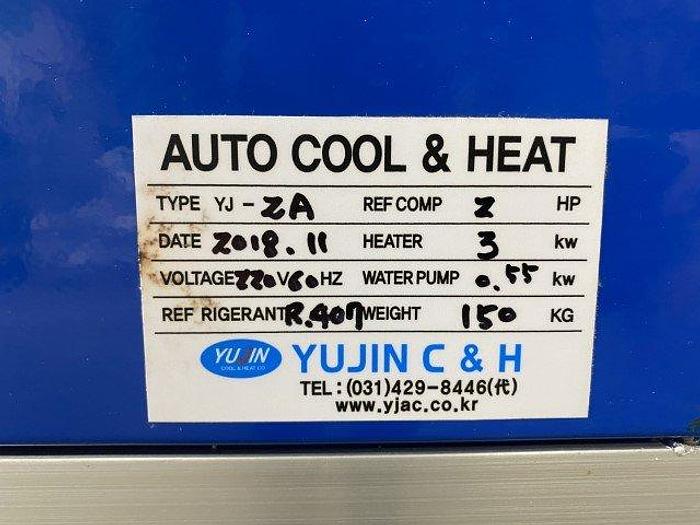 AUTO COOL & HEAT
TYPE YJ - 2A REF COMP 2 HP
DATE 2018.11 HEATER 3 kw
VOLTAGE 220V 60HZ WATER PUMP 0.55 kw
REF RIGERANT R.407 WEIGHT 150 KG
YUJIN COOL & HEAT CO YUJIN C & H
TEL : (031)429-8446(代)
www.yjac.co.kr